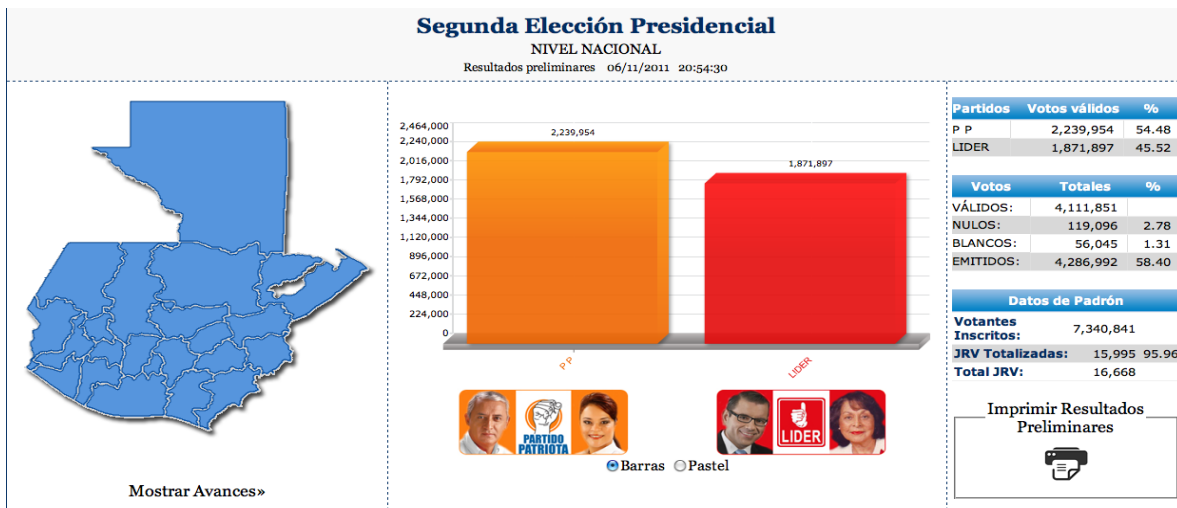 Segunda Elección Presidencial
NIVEL NACIONAL
Resultados preliminares 06/11/2011 20:54:30
Mostrar Avances»
2,464,000
2,240,000
2,016,000
1,792,000
1,568,000
1,344,000
1,120,000
896,000
672,000
448,000
224,000
0
2,239,954
1,871,897
P P
LIDER
PARTIDO
PATRIOTA
LIDER
Barras Pastel
Partidos Votos válidos %
P P 2,239,954 54.48
LIDER 1,871,897 45.52
Votos Totales %
VÁLIDOS: 4,111,851
NULOS: 119,096 2.78
BLANCOS: 56,045 1.31
EMITIDOS: 4,286,992 58.40
Datos de Padrón
Votantes
Inscritos: 7,340,841
JRV Totalizadas: 15,995 95.96
Total JRV: 16,668
Imprimir Resultados
Preliminares